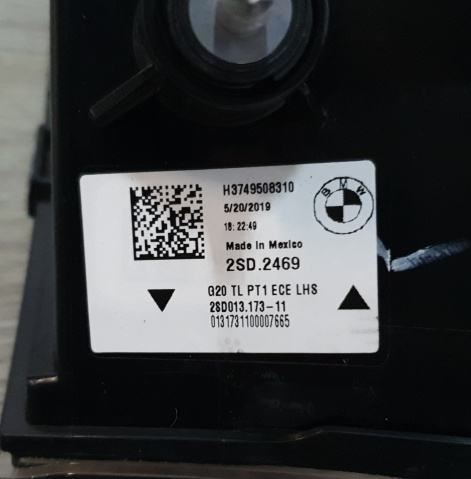 H3749508310
5/20/2019
BMW
18:22:49
Made in Mexico
2SD.2469
G20 TL PT1 ECE LHS
2SD013.173-11
0131731100007665